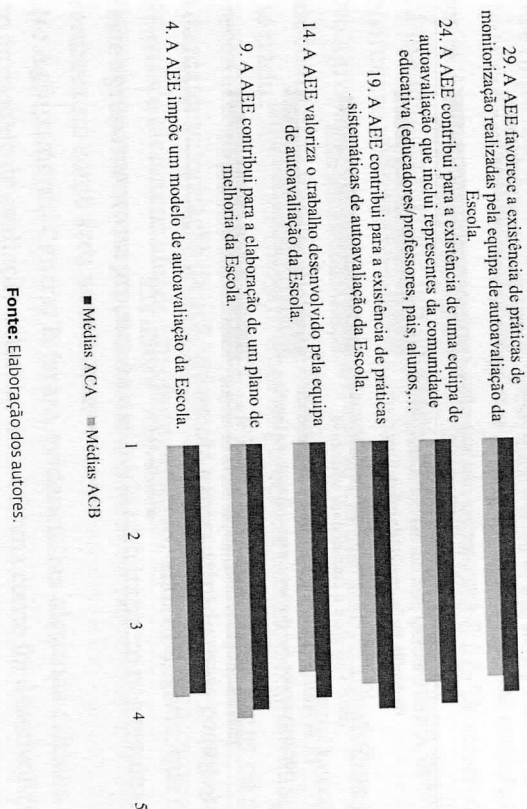 29. A AEE favorece a existência de práticas de
monitorização realizadas pela equipa de autoavaliação da
Escola.
24. A AEE contribui para a existência de uma equipa de
autoavaliação que inclui represententes da comunidade
educativa (educadores/professores, pais, alunos,…
19. A AEE contribui para a existência de práticas
sistemáticas de autoavaliação da Escola.
14. A AEE valoriza o trabalho desenvolvido pela equipa
de autoavaliação da Escola.
9. A AEE contribui para a elaboração de um plano de
melhoria da Escola.
4. A AEE impõe um modelo de autoavaliação da Escola.
1 2 3 4 5
■ Médias ACA ■ Médias ACB
Fonte: Elaboração dos autores.